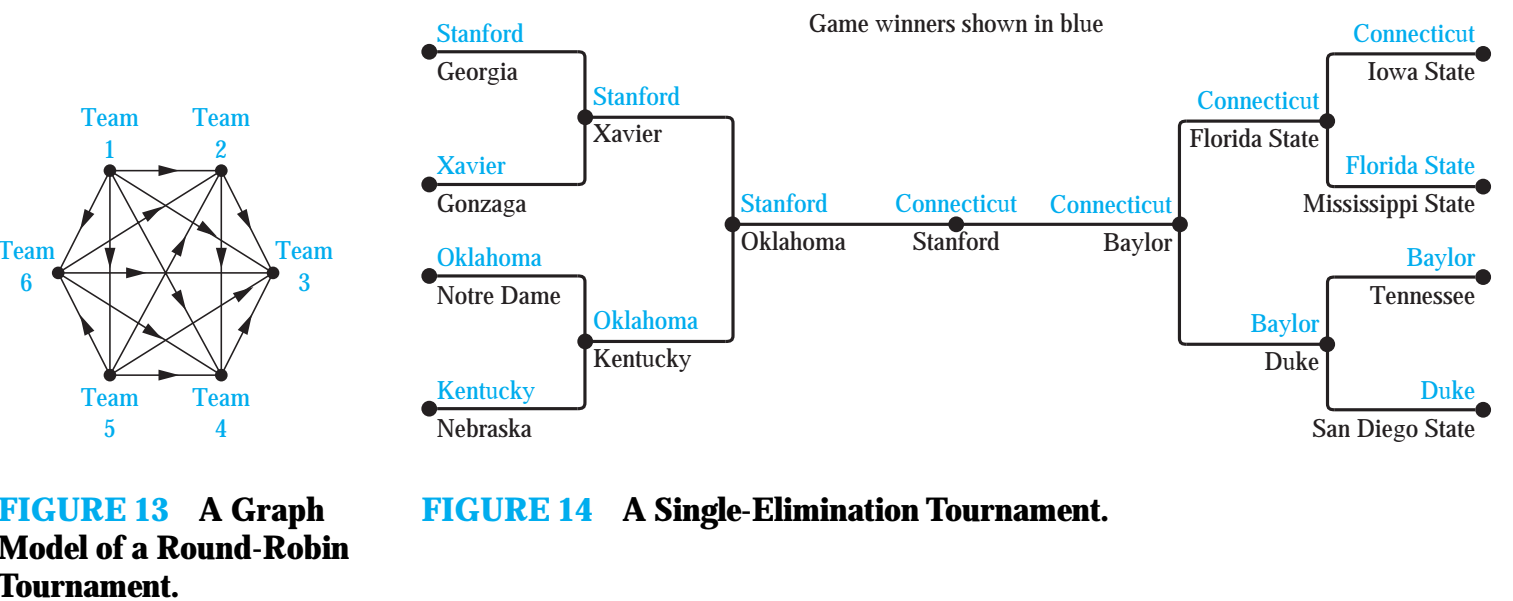 Team
1
Team
2
Team
6
Team
3
Team
5
Team
4
FIGURE 13 A Graph
Model of a Round-Robin
Tournament.
Game winners shown in blue
Stanford
Georgia
Stanford
Xavier
Xavier
Gonzaga
Stanford
Oklahoma
Oklahoma
Notre Dame
Oklahoma
Kentucky
Kentucky
Nebraska
Connecticut
Stanford
Connecticut
Baylor
Connecticut
Florida State
Connecticut
Iowa State
Florida State
Mississippi State
Baylor
Duke
Baylor
Tennessee
Duke
San Diego State
FIGURE 14 A Single-Elimination Tournament.